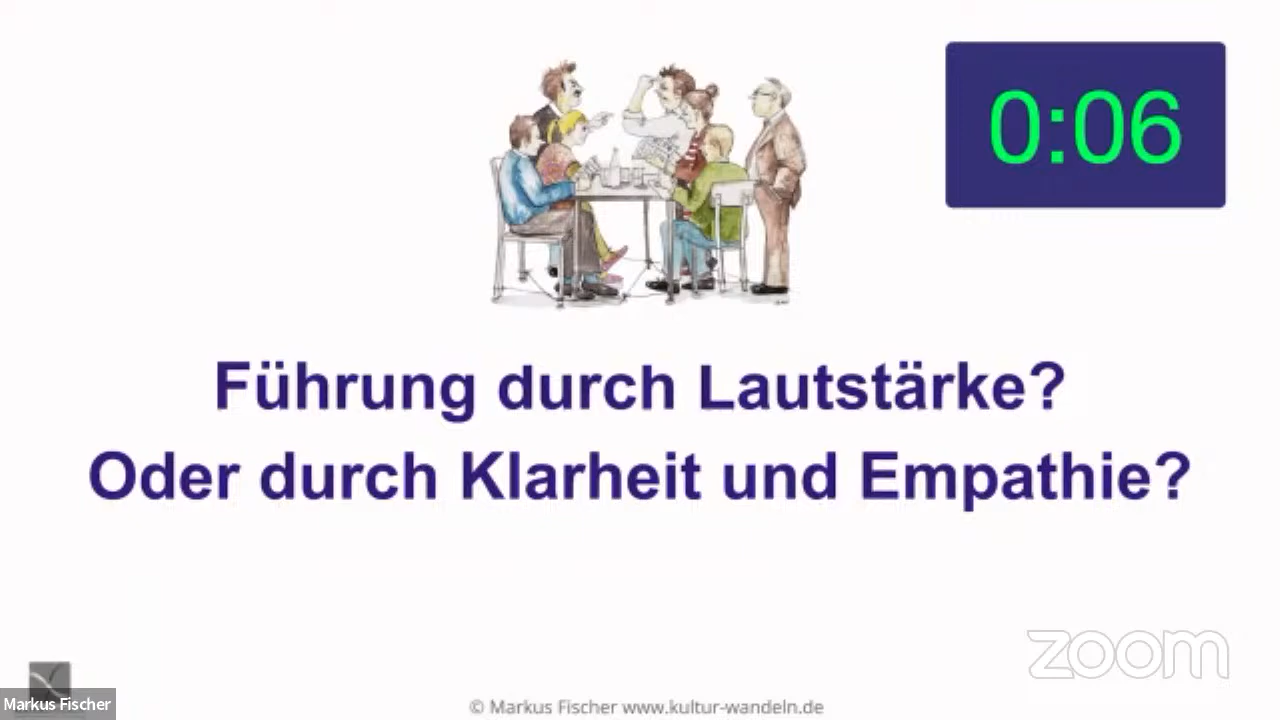 0:06
Führung durch Lautstärke?
Oder durch Klarheit und Empathie?
zoom
Markus Fischer
© Markus Fischer www.kultur-wandeln.de